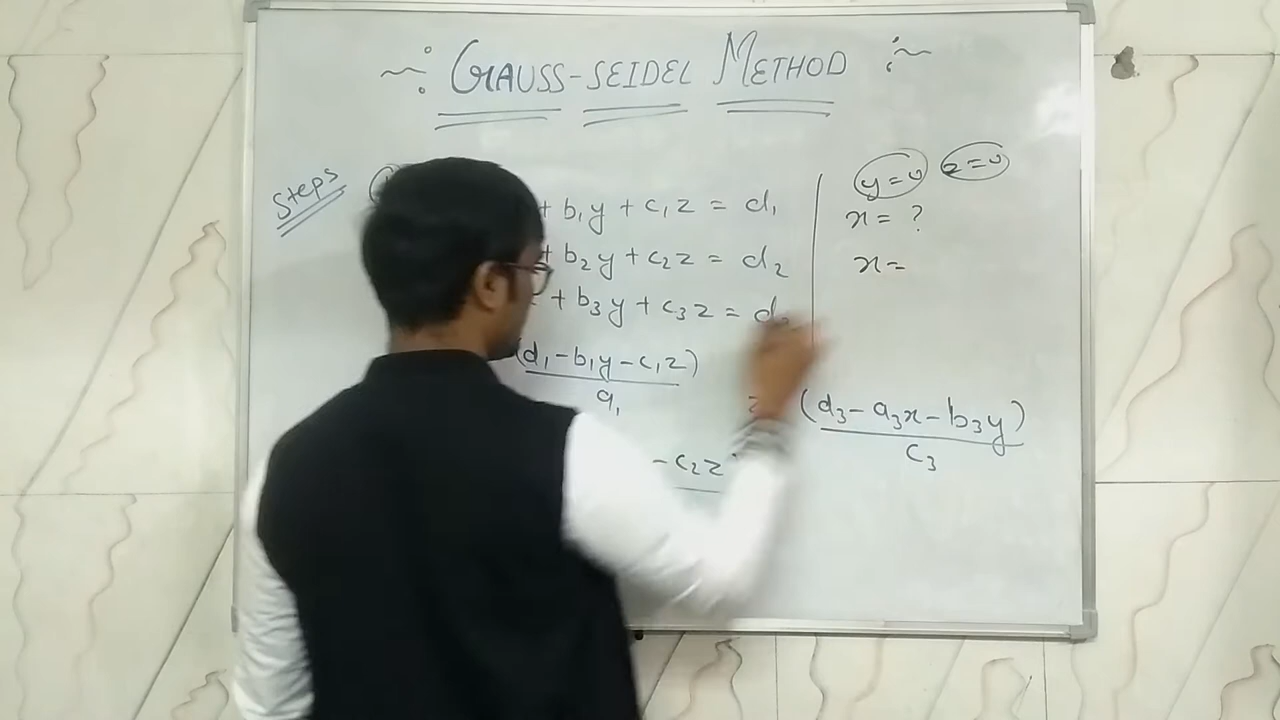 GAUSS-SEIDEL METHOD
Steps
+ b₁y + c₁z = d₁
+ b₂y + c₂z = d₂
+ b₃y + c₃z = d
(d₁ - b₁y - c₁z)
a₁
- c₂z
y = 0 z = 0
x = ?
x =
(d₃ - a₃x - b₃y)
c₃